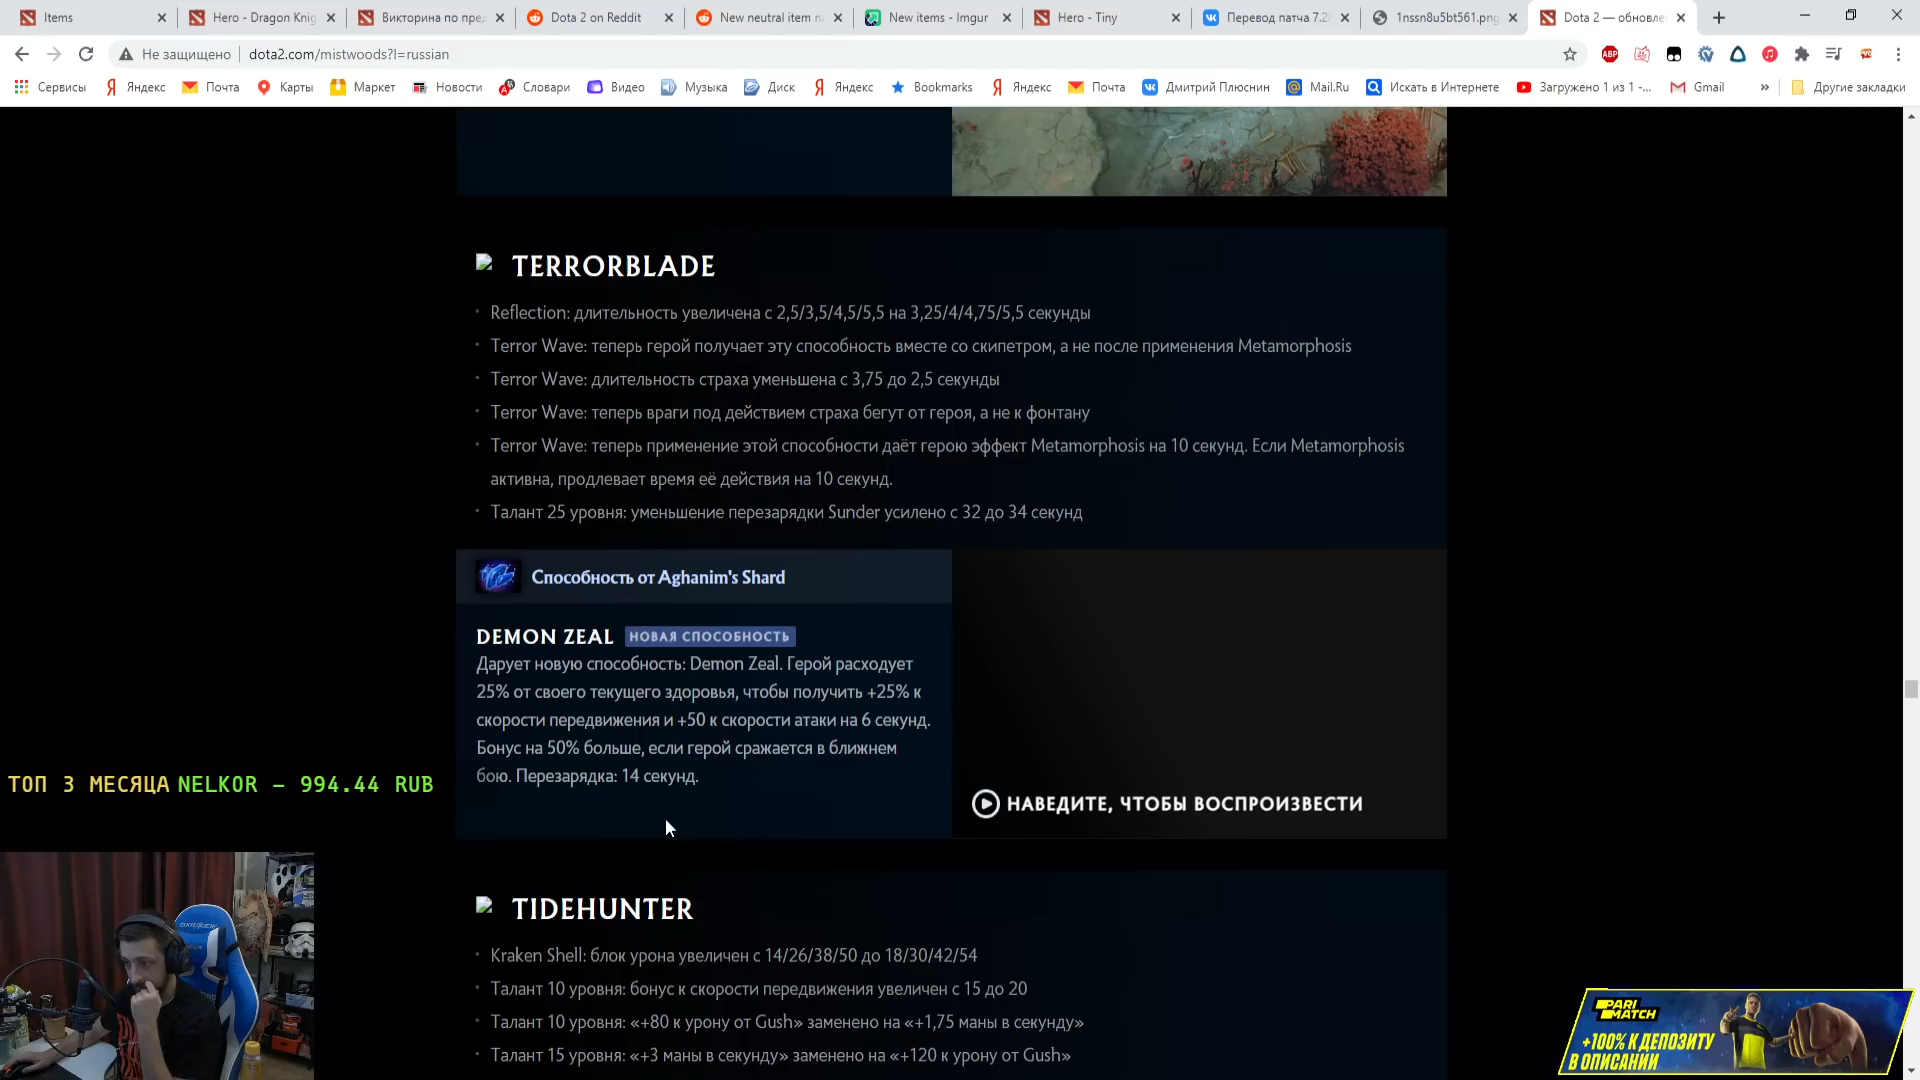 Items
Hero - Dragon Knig
Викторина по пред
Dota 2 on Reddit
New neutral item na
New items - Imgur
Hero - Tiny
Перевод патча 7.2
1nssn8u5bt561.png
Dota 2 — обновле
Не защищено
dota2.com/mistwoods?l=russian
Сервисы
Яндекс
Почта
Карты
Маркет
Новости
Словари
Видео
Музыка
Диск
Яндекс
Bookmarks
Яндекс
Почта
Дмитрий Плюснин
Mail.Ru
Искать в Интернете
Загружено 1 из 1 -...
Gmail
»
Другие закладки
TERRORBLADE
Reflection: длительность увеличена с 2,5/3,5/4,5/5,5 на 3,25/4/4,75/5,5 секунды
Terror Wave: теперь герой получает эту способность вместе со скипетром, а не после применения Metamorphosis
Terror Wave: длительность страха уменьшена с 3,75 до 2,5 секунды
Terror Wave: теперь враги под действием страха бегут от героя, а не к фонтану
Terror Wave: теперь применение этой способности даёт герою эффект Metamorphosis на 10 секунд. Если Metamorphosis
активна, продлевает время её действия на 10 секунд.
Талант 25 уровня: уменьшение перезарядки Sunder усилено с 32 до 34 секунд
Способность от Aghanim's Shard
DEMON ZEAL НОВАЯ СПОСОБНОСТЬ
Дарует новую способность: Demon Zeal. Герой расходует
25% от своего текущего здоровья, чтобы получить +25% к
скорости передвижения и +50 к скорости атаки на 6 секунд.
Бонус на 50% больше, если герой сражается в ближнем
бою. Перезарядка: 14 секунд.
НАВЕДИТЕ, ЧТОБЫ ВОСПРОИЗВЕСТИ
ТОП 3 МЕСЯЦА NELKOR – 994.44 RUB
TIDEHUNTER
Kraken Shell: блок урона увеличен с 14/26/38/50 до 18/30/42/54
Талант 10 уровня: бонус к скорости передвижения увеличен с 15 до 20
Талант 10 уровня: «+80 к урону от Gush» заменено на «+1,75 маны в секунду»
Талант 15 уровня: «+3 маны в секунду» заменено на «+120 к урону от Gush»
PARI
MATCH
+100% К ДЕПОЗИТУ
В ОПИСАНИИ